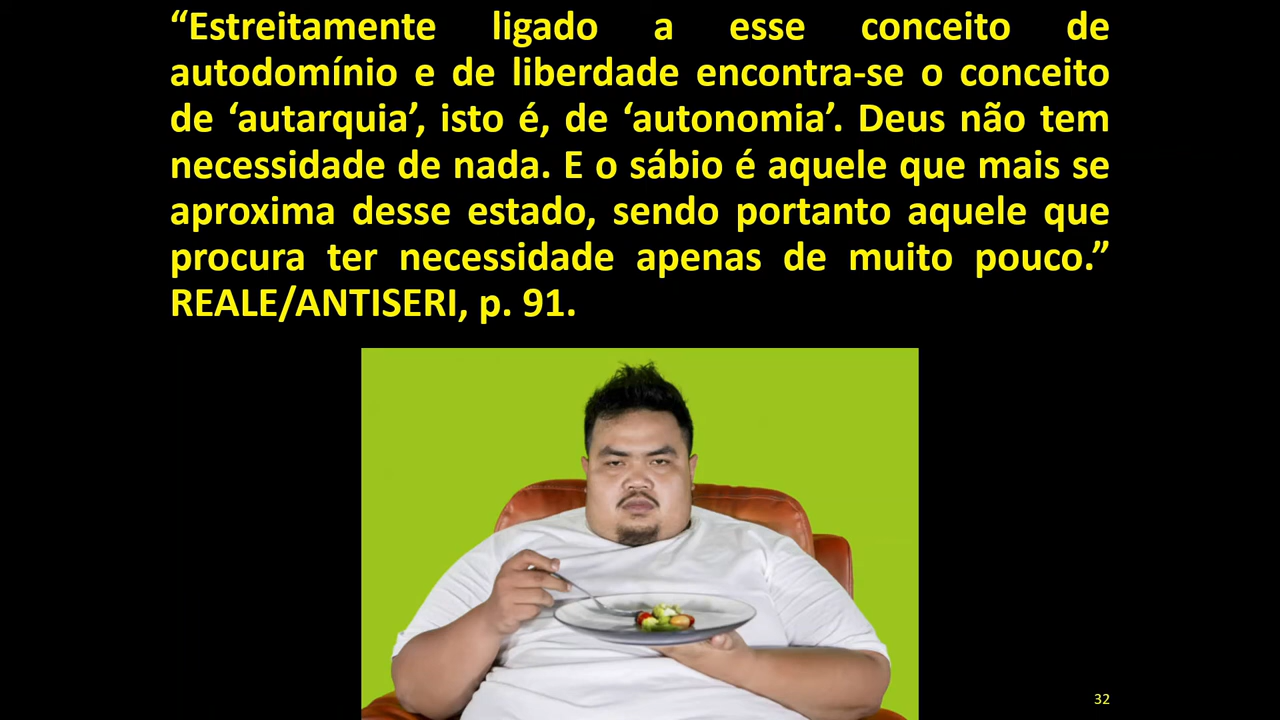 “Estreitamente ligado a esse conceito de
autodomínio e de liberdade encontra-se o conceito
de ‘autarquia’, isto é, de ‘autonomia’. Deus não tem
necessidade de nada. E o sábio é aquele que mais se
aproxima desse estado, sendo portanto aquele que
procura ter necessidade apenas de muito pouco.”
REALE/ANTISERI, p. 91.
32